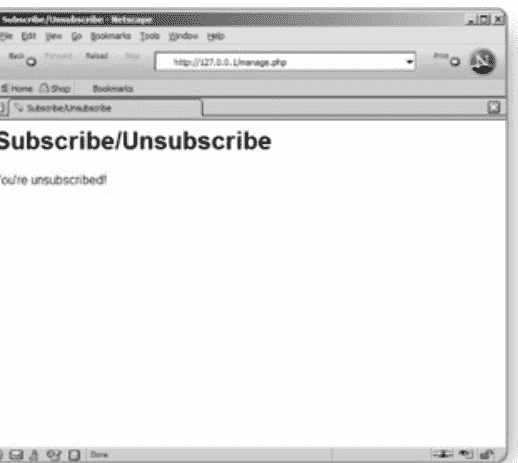 Subscribe/Unsubscribe - Netscape
File Edit View Go Bookmarks Tools Window Help
Back Forward Reload Stop http://127.0.0.1/manage.php Print
Home Shop Bookmarks
Subscribe/Unsubscribe
Subscribe/Unsubscribe
You're unsubscribed!
Done